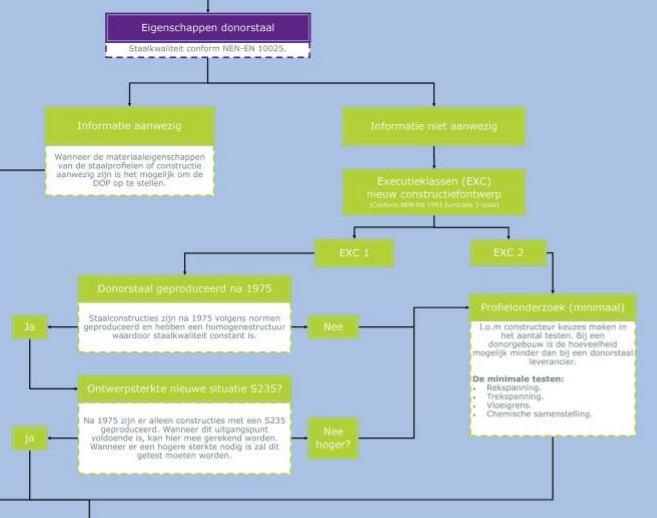 Eigenschappen donorstaal
Staalkwaliteit conform NEN-EN 10025.
Informatie aanwezig
Wanneer de materiaaleigenschappen
van de staalprofielen of constructie
aanwezig zijn is het mogelijk om de
DOP op te stellen.
Informatie niet aanwezig
Executieklassen (EXC)
nieuw constructiefontwerp
(Conform NEN-EN 1993 Eurocode 3-staal)
EXC 1
EXC 2
Donorstaal geproduceerd na 1975
Staalconstructies zijn na 1975 volgens normen
geproduceerd en hebben een homogenestructuur
waardoor staalkwaliteit constant is.
Ja
Nee
Profielonderzoek (minimaal)
I.o.m constructeur keuzes maken in
het aantal testen. Bij een
donorgebouw is de hoeveelheid
mogelijk minder dan bij een donorstaal
leverancier.
De minimale testen:
• Rekspanning.
• Trekspanning.
• Vloeigrens.
• Chemische samenstelling.
Ontwerpsterkte nieuwe situatie S235?
Na 1975 zijn er alleen constructies met een S235
geproduceerd. Wanneer dit uitgangspunt
voldoende is, kan hier mee gerekend worden.
Wanneer er een hogere sterkte nodig is zal dit
getest moeten worden.
ja
Nee
hoger?